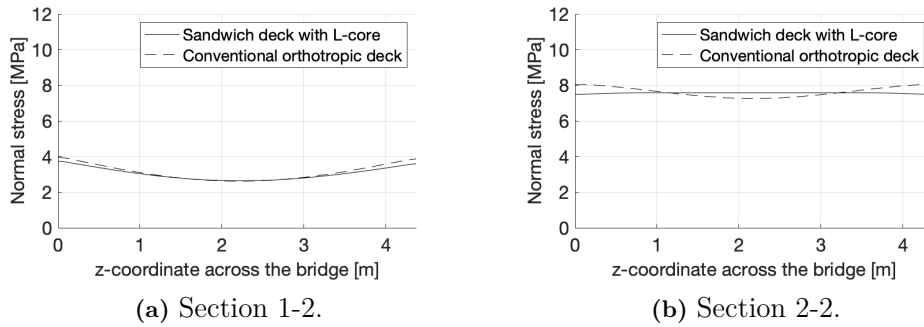 12
10
8
6
4
2
0
Normal stress [MPa]
Sandwich deck with L-core
Conventional orthotropic deck
0 1 2 3 4
z-coordinate across the bridge [m]
(a) Section 1-2.
12
10
8
6
4
2
0
Normal stress [MPa]
Sandwich deck with L-core
Conventional orthotropic deck
0 1 2 3 4
z-coordinate across the bridge [m]
(b) Section 2-2.